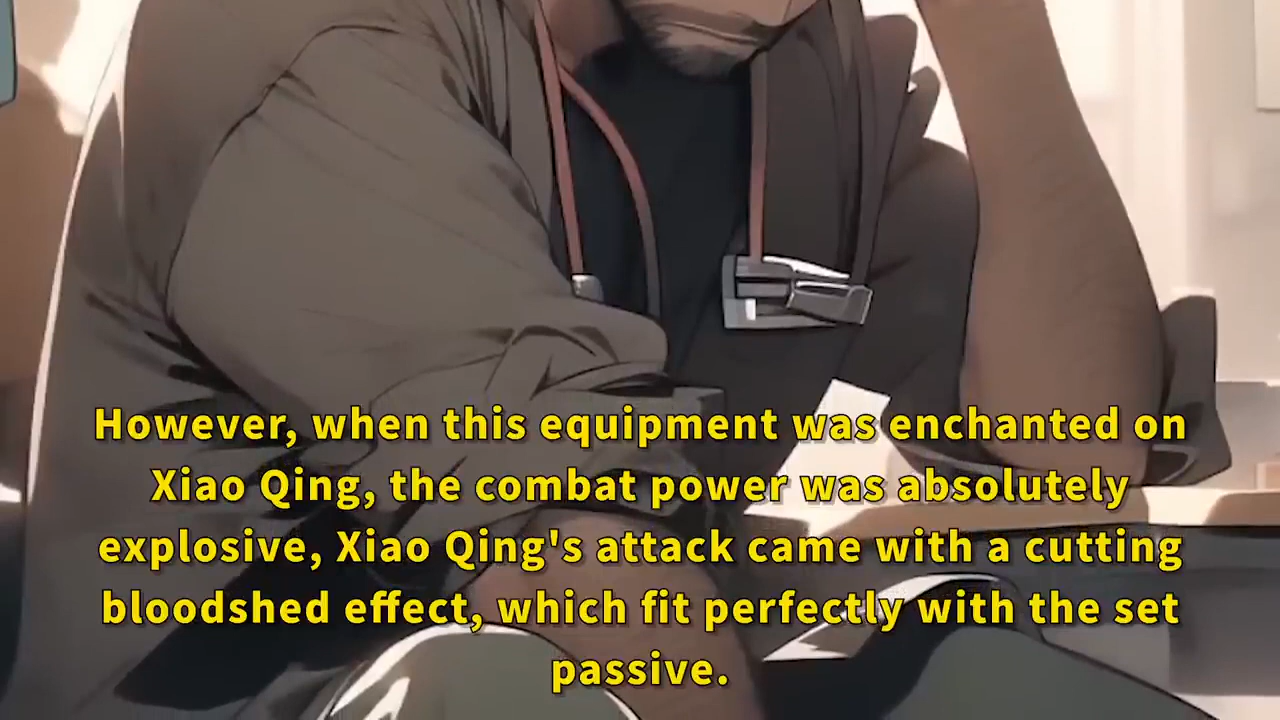 However, when this equipment was enchanted on
Xiao Qing, the combat power was absolutely
explosive, Xiao Qing's attack came with a cutting
bloodshed effect, which fit perfectly with the set
passive.